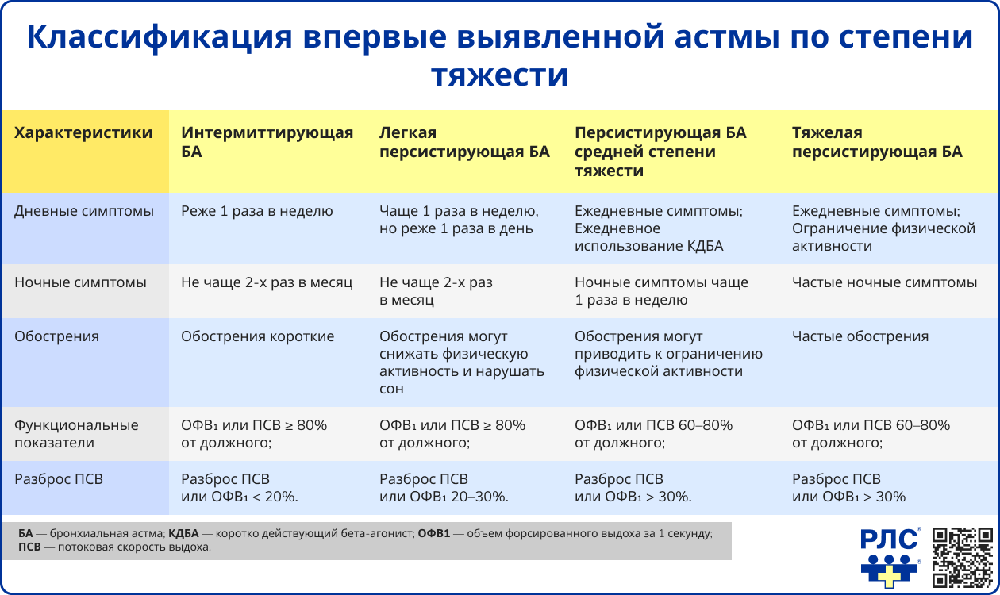 Классификация впервые выявленной астмы по степени
тяжести
Характеристики
Интермиттирующая
БА
Легкая
персистирующая БА
Персистирующая БА
средней степени
тяжести
Тяжелая
персистирующая БА
Дневные симптомы
Реже 1 раза в неделю
Чаще 1 раза в неделю,
но реже 1 раза в день
Ежедневные симптомы;
Ежедневное
использование КДБА
Ежедневные симптомы;
Ограничение физической
активности
Ночные симптомы
Не чаще 2-х раз в месяц
Не чаще 2-х раз
в месяц
Ночные симптомы чаще
1 раза в неделю
Частые ночные симптомы
Обострения
Обострения короткие
Обострения могут
снижать физическую
активность и нарушать
сон
Обострения могут
приводить к ограничению
физической активности
Частые обострения
Функциональные
показатели
ОФВ₁ или ПСВ ≥ 80%
от должного;
ОФВ₁ или ПСВ ≥ 80%
от должного;
ОФВ₁ или ПСВ 60–80%
от должного;
ОФВ₁ или ПСВ 60–80%
от должного;
Разброс ПСВ
Разброс ПСВ
или ОФВ₁ < 20%.
Разброс ПСВ
или ОФВ₁ 20–30%.
Разброс ПСВ
или ОФВ₁ > 30%.
Разброс ПСВ
или ОФВ₁ > 30%
БА — бронхиальная астма; КДБА — коротко действующий бета-агонист; ОФВ1 — объем форсированного выдоха за 1 секунду;
ПСВ — потоковая скорость выдоха.
РЛС®
®